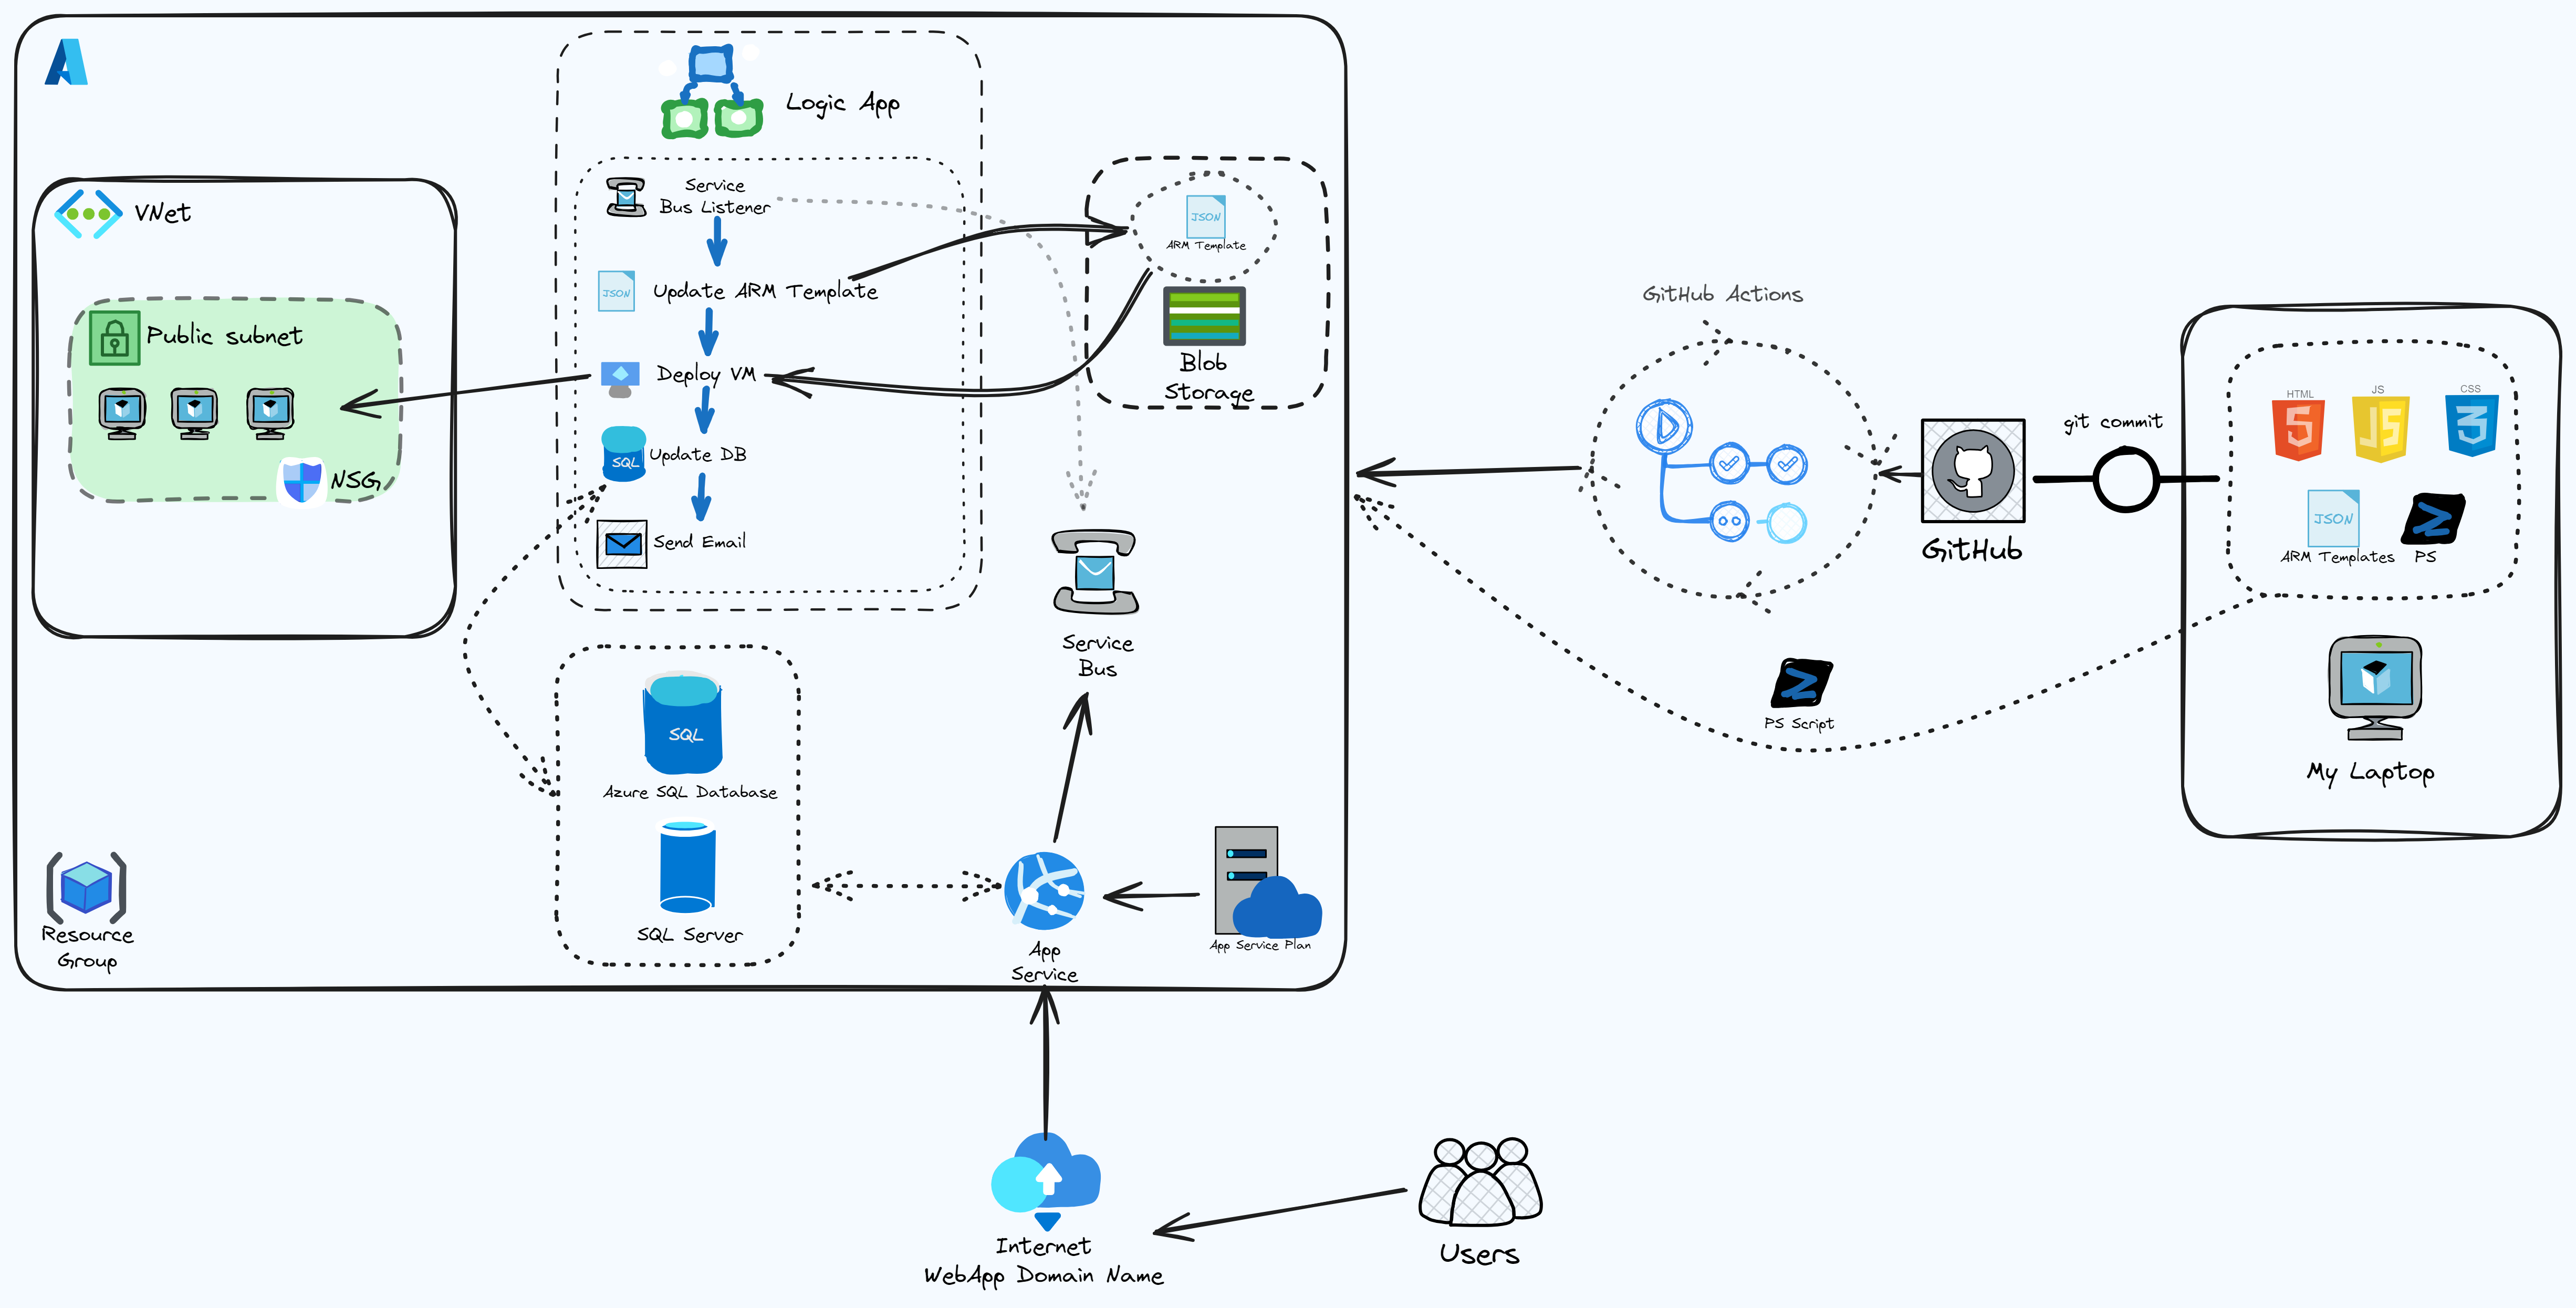 Logic App
Service
Bus Listener
Update ARM Template
JSON
Deploy VM
SQL
Update DB
Send Email
VNet
Public subnet
NSG
JSON
ARM Template
Blob
Storage
Service
Bus
SQL
Azure SQL Database
SQL Server
App
Service
App Service Plan
Resource
Group
GitHub Actions
GitHub
git commit
HTML
5
JS
JS
CSS
3
JSON
ARM Templates
PS
My Laptop
PS Script
Internet
WebApp Domain Name
Users